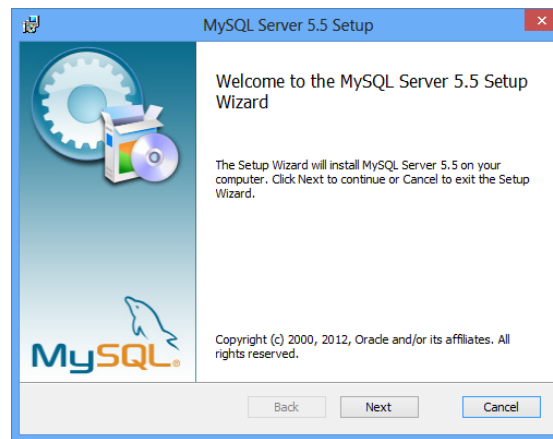 MySQL Server 5.5 Setup
Welcome to the MySQL Server 5.5 Setup
Wizard
The Setup Wizard will install MySQL Server 5.5 on your
computer. Click Next to continue or Cancel to exit the Setup
Wizard.
MySQL®
Copyright (c) 2000, 2012, Oracle and/or its affiliates. All
rights reserved.
Back
Next
Cancel